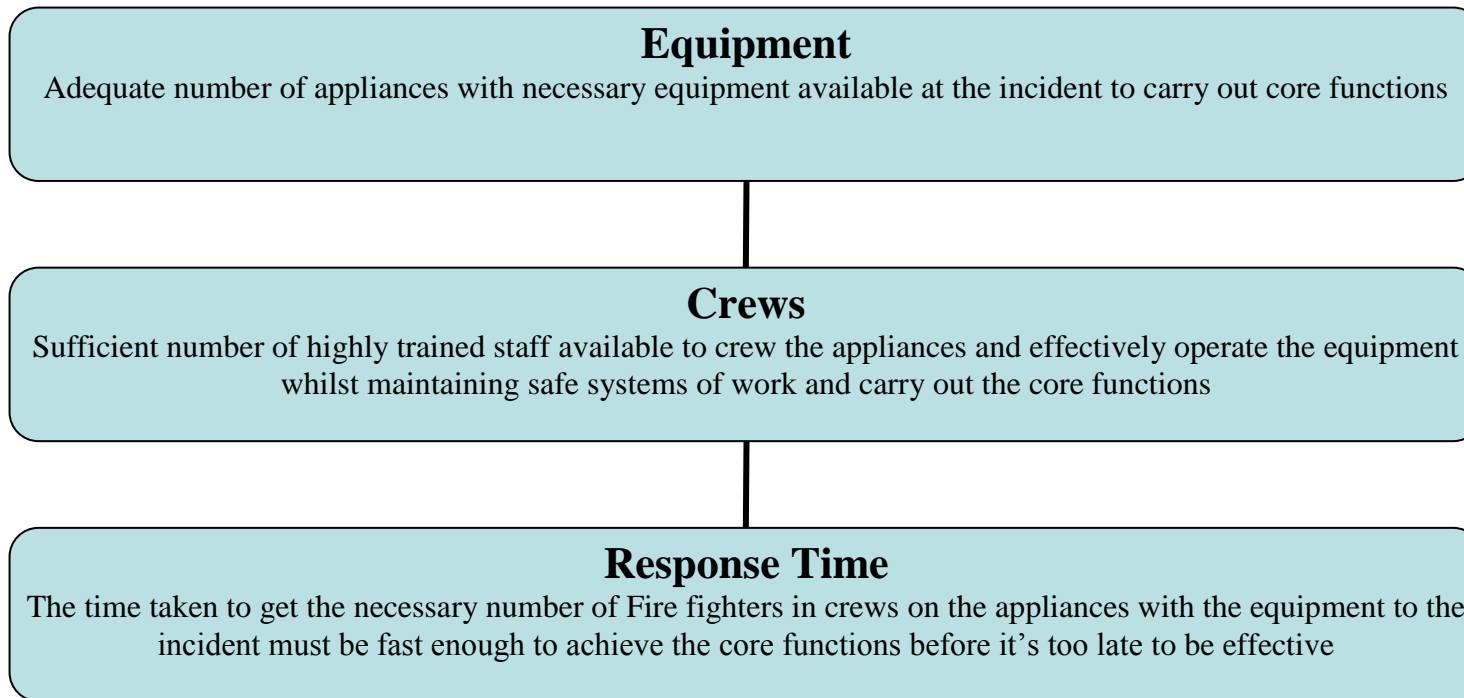 Equipment
Adequate number of appliances with necessary equipment available at the incident to carry out core functions
Crews
Sufficient number of highly trained staff available to crew the appliances and effectively operate the equipment
whilst maintaining safe systems of work and carry out the core functions
Response Time
The time taken to get the necessary number of Fire fighters in crews on the appliances with the equipment to the
incident must be fast enough to achieve the core functions before it’s too late to be effective